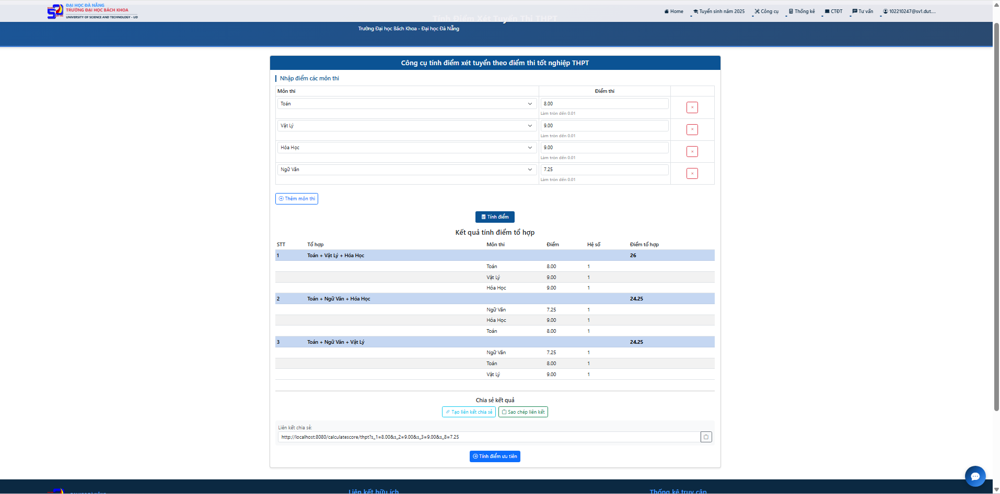 ĐẠI HỌC ĐÀ NẴNG
TRƯỜNG ĐẠI HỌC BÁCH KHOA
UNIVERSITY OF SCIENCE AND TECHNOLOGY - UD
Home Tuyển sinh năm 2025 Công cụ Thống kê CTĐT Tư vấn 102210247@sv1.dut....
Tính Điểm Xét Tuyển Thi THPT
Trường Đại học Bách Khoa - Đại học Đà Nẵng
Công cụ tính điểm xét tuyển theo điểm thi tốt nghiệp THPT
Nhập điểm các môn thi
Môn thi Điểm thi
Toán 8.00 ×
Làm tròn đến 0.01
Vật Lý 9.00 ×
Làm tròn đến 0.01
Hóa Học 9.00 ×
Làm tròn đến 0.01
Ngữ Văn 7.25 ×
Làm tròn đến 0.01
Thêm môn thi
Tính điểm
Kết quả tính điểm tổ hợp
STT Tổ hợp Môn thi Điểm Hệ số Điểm tổ hợp
1 Toán + Vật Lý + Hóa Học 26
Toán 8.00 1
Vật Lý 9.00 1
Hóa Học 9.00 1
2 Toán + Ngữ Văn + Hóa Học 24.25
Ngữ Văn 7.25 1
Hóa Học 9.00 1
Toán 8.00 1
3 Toán + Ngữ Văn + Vật Lý 24.25
Ngữ Văn 7.25 1
Toán 8.00 1
Vật Lý 9.00 1
Chia sẻ kết quả
Tạo liên kết chia sẻ Sao chép liên kết
Liên kết chia sẻ:
http://localhost:8080/calculatescore/thpt?s_1=8.00&s_2=9.00&s_3=9.00&s_8=7.25
Tính điểm ưu tiên
Liên kết hữu ích Thống kê truy cập